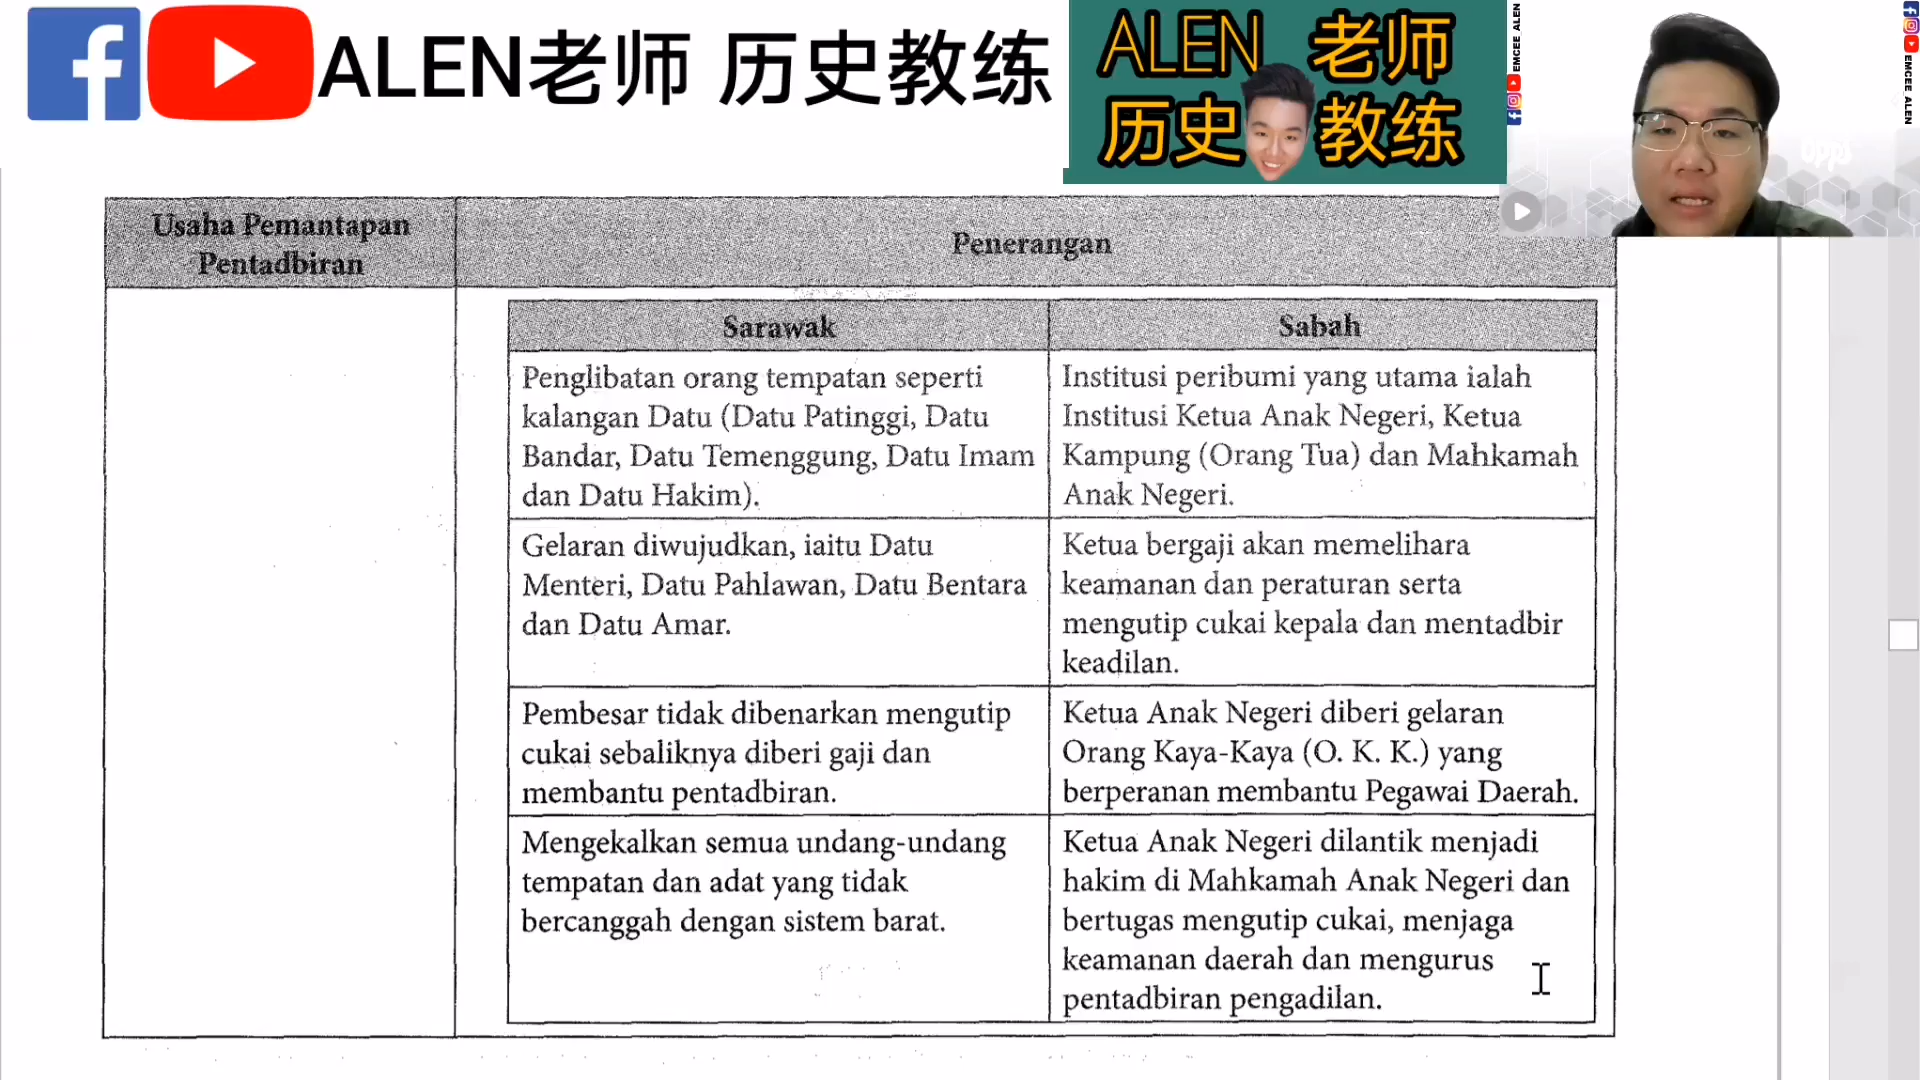 ALEN老师 历史教练
ALEN 老师
历史 教练
EMCEE ALEN
EMCEE ALEN
Usaha Pemantapan
Pentadbiran
Penerangan
Sarawak
Sabah
Penglibatan orang tempatan seperti
kalangan Datu (Datu Patinggi, Datu
Bandar, Datu Temenggung, Datu Imam
dan Datu Hakim).
Institusi peribumi yang utama ialah
Institusi Ketua Anak Negeri, Ketua
Kampung (Orang Tua) dan Mahkamah
Anak Negeri.
Gelaran diwujudkan, iaitu Datu
Menteri, Datu Pahlawan, Datu Bentara
dan Datu Amar.
Ketua bergaji akan memelihara
keamanan dan peraturan serta
mengutip cukai kepala dan mentadbir
keadilan.
Pembesar tidak dibenarkan mengutip
cukai sebaliknya diberi gaji dan
membantu pentadbiran.
Ketua Anak Negeri diberi gelaran
Orang Kaya-Kaya (O. K. K.) yang
berperanan membantu Pegawai Daerah.
Mengekalkan semua undang-undang
tempatan dan adat yang tidak
bercanggah dengan sistem barat.
Ketua Anak Negeri dilantik menjadi
hakim di Mahkamah Anak Negeri dan
bertugas mengutip cukai, menjaga
keamanan daerah dan mengurus
pentadbiran pengadilan.